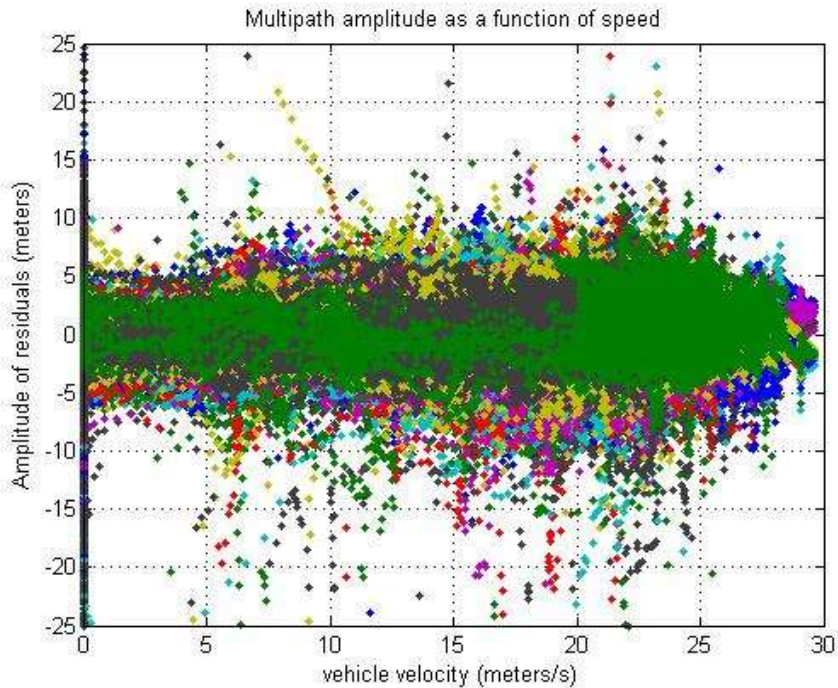 Multipath amplitude as a function of speed
Amplitude of residuals (meters)
25
20
15
10
5
0
-5
-10
-15
-20
-25
0 5 10 15 20 25 30
vehicle velocity (meters/s)